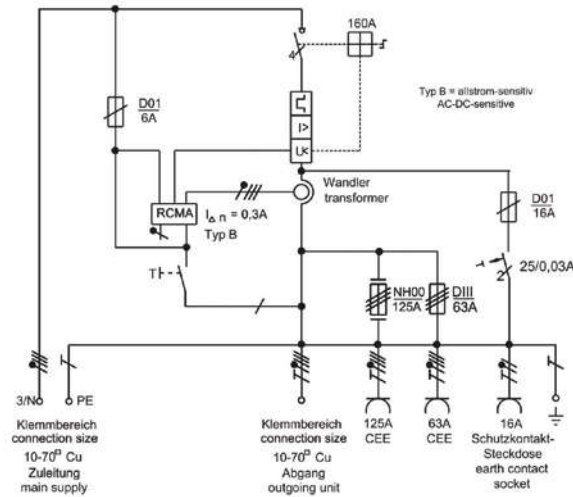 160A
4
Typ B = allstrom-sensitiv
AC-DC-sensitive
D01
6A
I>
U<
Wandler
transformer
D01
16A
RCMA
I∆n = 0,3A
Typ B
T
25/0,03A
2
NH00
125A
DIII
63A
3/N
PE
Klemmbereich
connection size
10-70□ Cu
Zuleitung
main supply
Klemmbereich
connection size
10-70□ Cu
Abgang
outgoing unit
125A
CEE
63A
CEE
16A
Schutzkontakt-
Steckdose
earth contact
socket